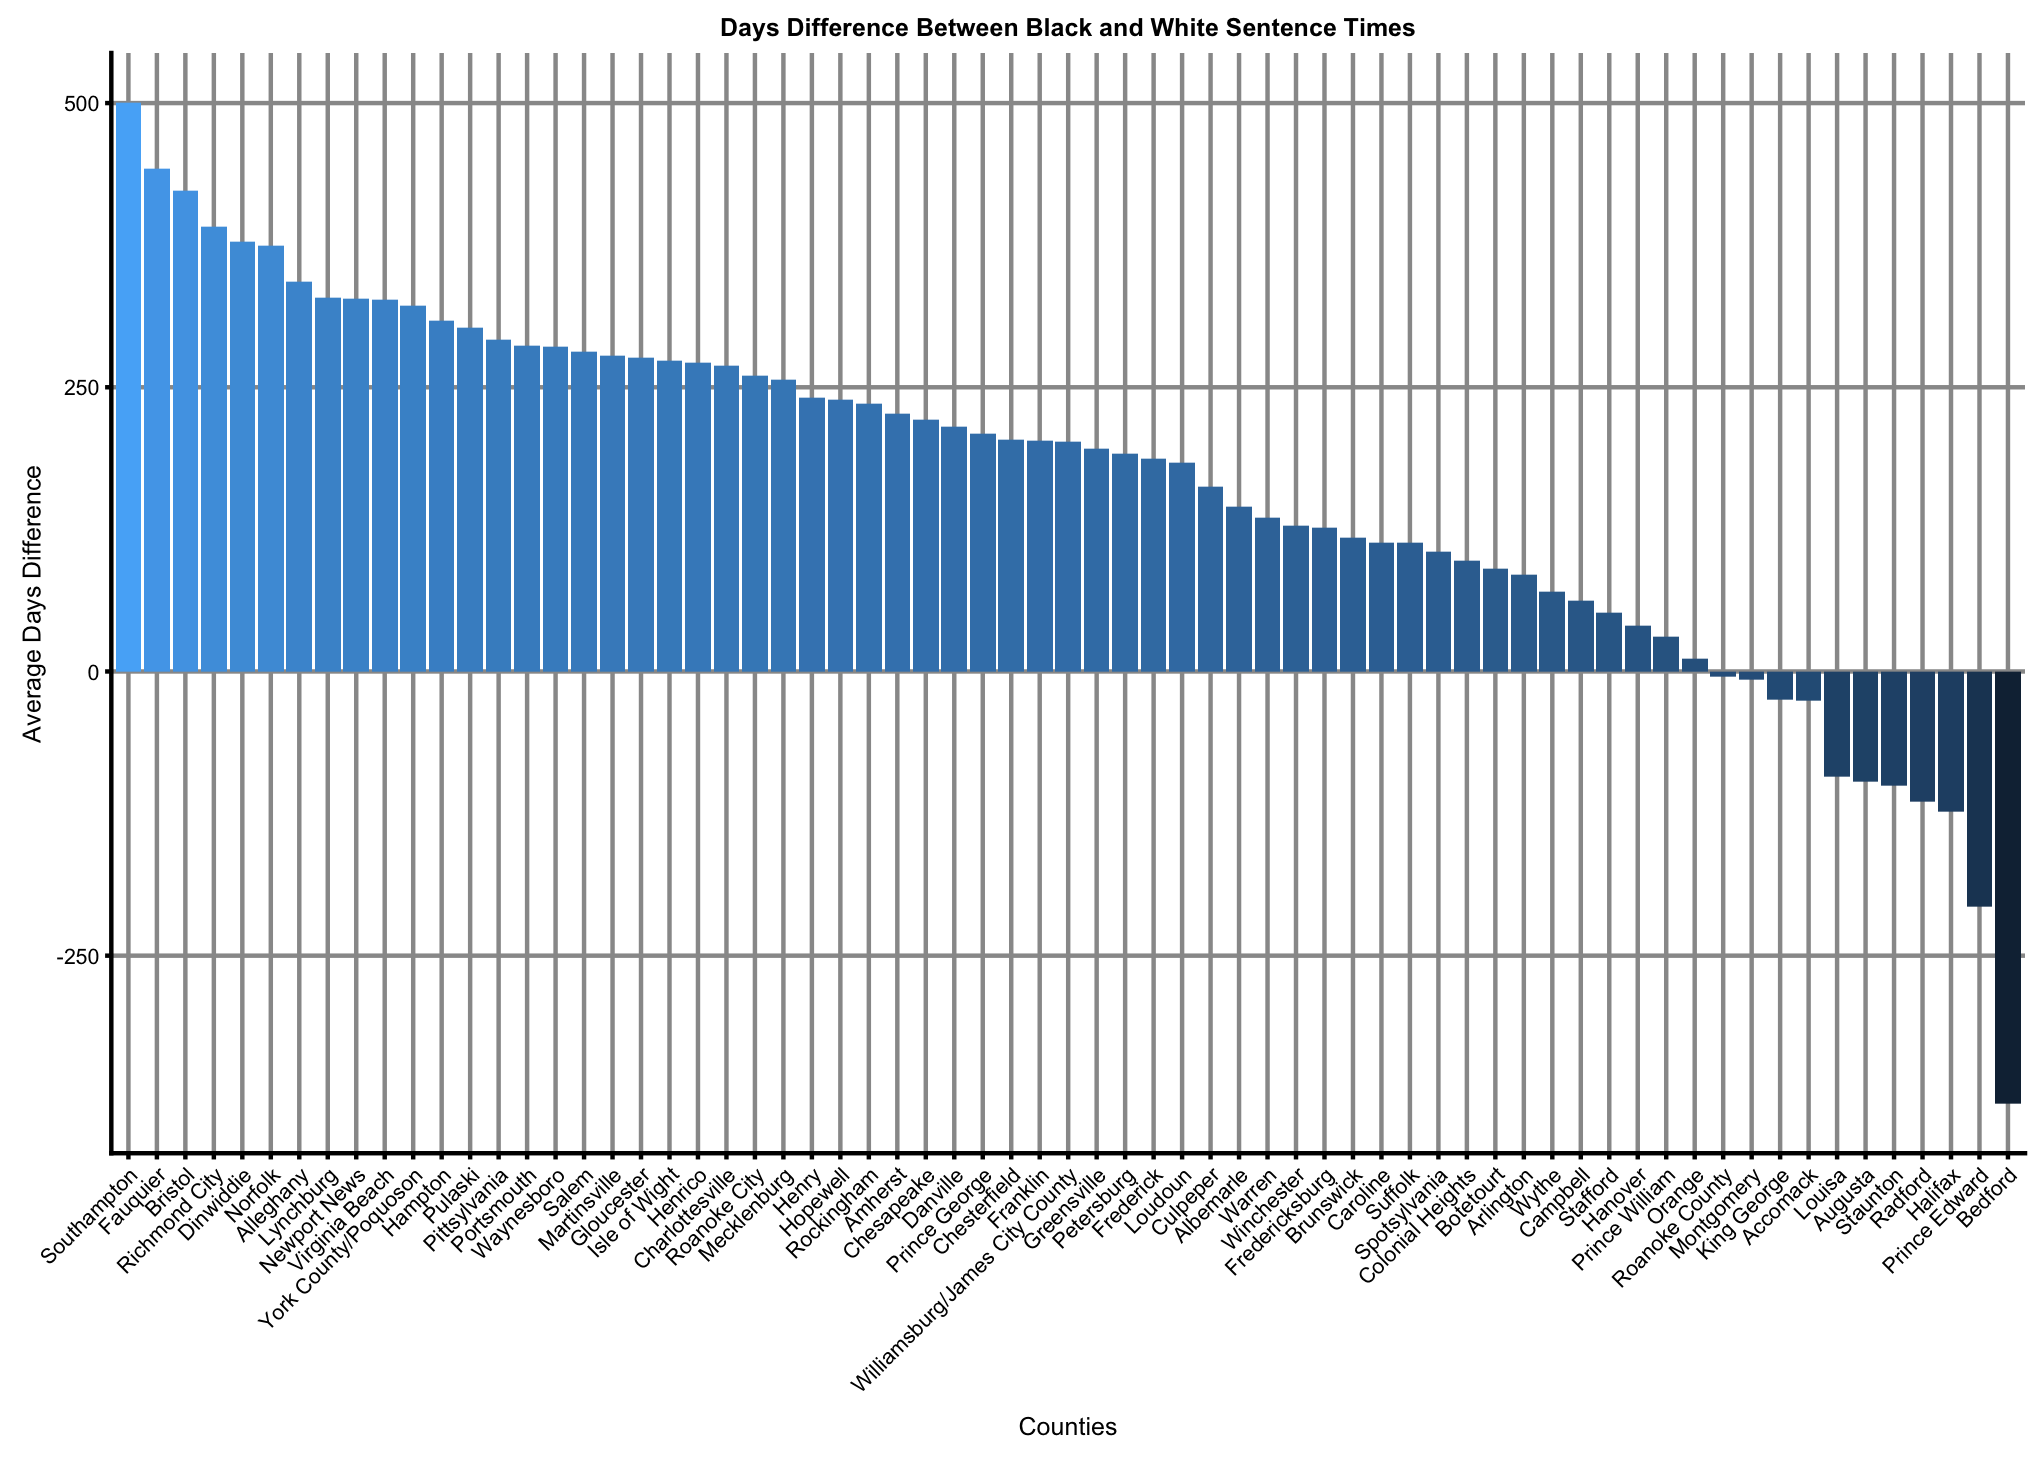 Days Difference Between Black and White Sentence Times
Average Days Difference
500
250
0
-250
Southampton
Fauquier
Bristol
Richmond City
Dinwiddie
Norfolk
Alleghany
Lynchburg
Newport News
Virginia Beach
York County/Poquoson
Hampton
Pulaski
Pittsylvania
Portsmouth
Waynesboro
Salem
Martinsville
Gloucester
Isle of Wight
Henrico
Charlottesville
Roanoke City
Mecklenburg
Henry
Hopewell
Rockingham
Amherst
Chesapeake
Danville
Prince George
Chesterfield
Franklin
Williamsburg/James City County
Greensville
Petersburg
Frederick
Loudoun
Culpeper
Albemarle
Warren
Winchester
Fredericksburg
Brunswick
Caroline
Suffolk
Spotsylvania
Colonial Heights
Botetourt
Arlington
Wythe
Campbell
Stafford
Hanover
Prince William
Orange
Roanoke County
Montgomery
King George
Accomack
Louisa
Augusta
Staunton
Radford
Halifax
Prince Edward
Bedford
Counties